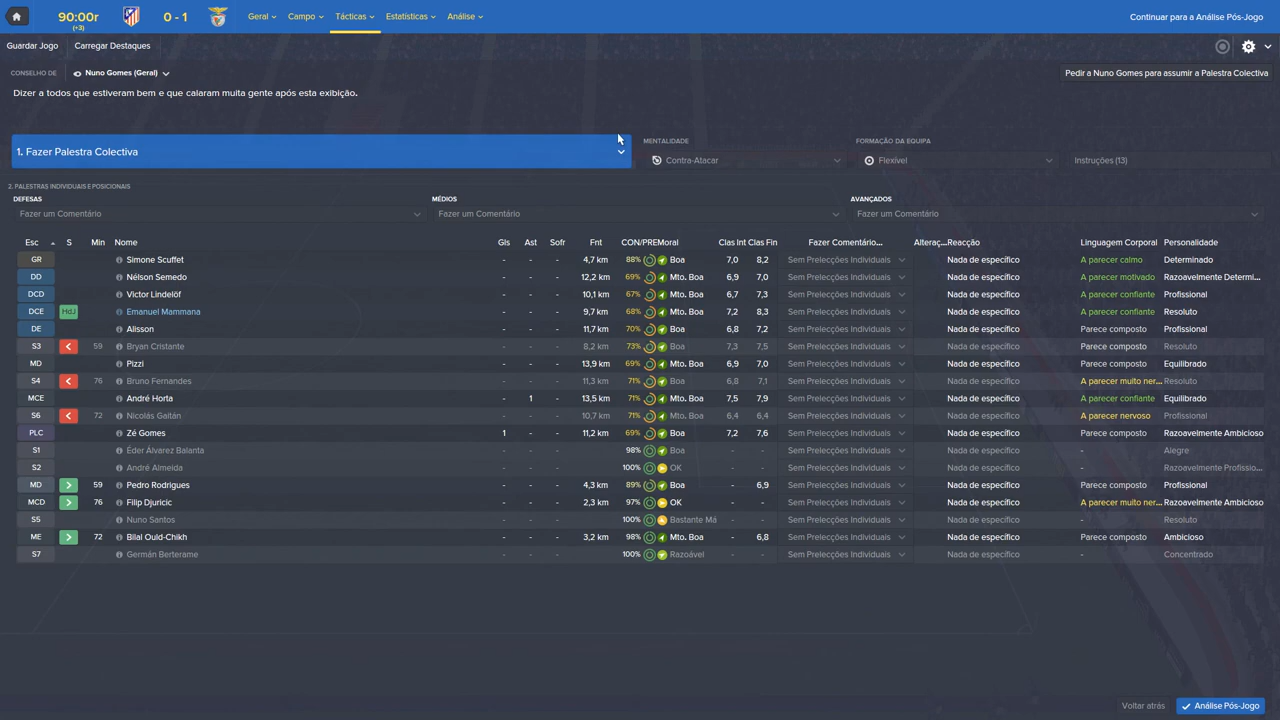 90:00r
(+3)
0 - 1
Geral
Campo
Tácticas
Estatísticas
Análise
Continuar para a Análise Pós-Jogo
Guardar Jogo
Carregar Destaques
CONSELHO DE
Nuno Gomes (Geral)
Pedir a Nuno Gomes para assumir a Palestra Colectiva
Dizer a todos que estiveram bem e que calaram muita gente após esta exibição.
1. Fazer Palestra Colectiva
MENTALIDADE
Contra-Atacar
FORMAÇÃO DA EQUIPA
Flexível
Instruções (13)
2. PALESTRAS INDIVIDUAIS E POSICIONAIS
DEFESAS
MÉDIOS
AVANÇADOS
Fazer um Comentário
Fazer um Comentário
Fazer um Comentário
Esc S Min Nome Gls Ast Sofr Fnt CON/PRE Moral Clas Int Clas Fin Fazer Comentário... Alteraç... Reacção Linguagem Corporal Personalidade
GR Simone Scuffet - - - 4,7 km 88% Boa 7,0 8,2 Sem Prelecções Individuais Nada de específico A parecer calmo Determinado
DD Nélson Semedo - - - 12,2 km 69% Mto. Boa 6,9 7,0 Sem Prelecções Individuais Nada de específico A parecer motivado Razoavelmente Determi...
DCD Victor Lindelöf - - - 10,1 km 67% Mto. Boa 6,7 7,3 Sem Prelecções Individuais Nada de específico A parecer confiante Profissional
DCE HdJ Emanuel Mammana - - - 9,7 km 68% Mto. Boa 7,2 8,3 Sem Prelecções Individuais Nada de específico A parecer confiante Resoluto
DE Alisson - - - 11,7 km 70% Boa 6,8 7,2 Sem Prelecções Individuais Nada de específico Parece composto Profissional
S3 59 Bryan Cristante - - - 8,2 km 73% Boa 7,3 7,5 Sem Prelecções Individuais Nada de específico Parece composto Resoluto
MD Pizzi - - - 13,9 km 69% Mto. Boa 6,9 7,0 Sem Prelecções Individuais Nada de específico Parece composto Equilibrado
S4 76 Bruno Fernandes - - - 11,3 km 71% Boa 6,8 7,1 Sem Prelecções Individuais Nada de específico A parecer muito ner... Resoluto
MCE André Horta - 1 - 13,5 km 71% Mto. Boa 7,5 7,9 Sem Prelecções Individuais Nada de específico A parecer confiante Equilibrado
S6 72 Nicolás Gaitán - - - 10,7 km 71% Mto. Boa 6,4 6,4 Sem Prelecções Individuais Nada de específico A parecer nervoso Profissional
PLC Zé Gomes 1 - - 11,2 km 69% Boa 7,2 7,6 Sem Prelecções Individuais Nada de específico Parece composto Razoavelmente Ambicioso
S1 Éder Álvarez Balanta - - - 98% Boa - - Sem Prelecções Individuais Nada de específico - Alegre
S2 André Almeida - - - 100% OK - - Sem Prelecções Individuais Nada de específico - Razoavelmente Profissio...
MD 59 Pedro Rodrigues - - - 4,3 km 89% Boa - 6,9 Sem Prelecções Individuais Nada de específico Parece composto Profissional
MCD 76 Filip Djuricic - - - 2,3 km 97% OK - - Sem Prelecções Individuais Nada de específico A parecer muito ner... Razoavelmente Ambicioso
S5 Nuno Santos - - - 100% Bastante Má - - Sem Prelecções Individuais Nada de específico - Resoluto
ME 72 Bilal Ould-Chikh - - - 3,2 km 98% Mto. Boa - 6,8 Sem Prelecções Individuais Nada de específico Parece composto Ambicioso
S7 Germán Berterame - - - 100% Razoável - - Sem Prelecções Individuais Nada de específico - Concentrado
Voltar atrás
Análise Pós-Jogo